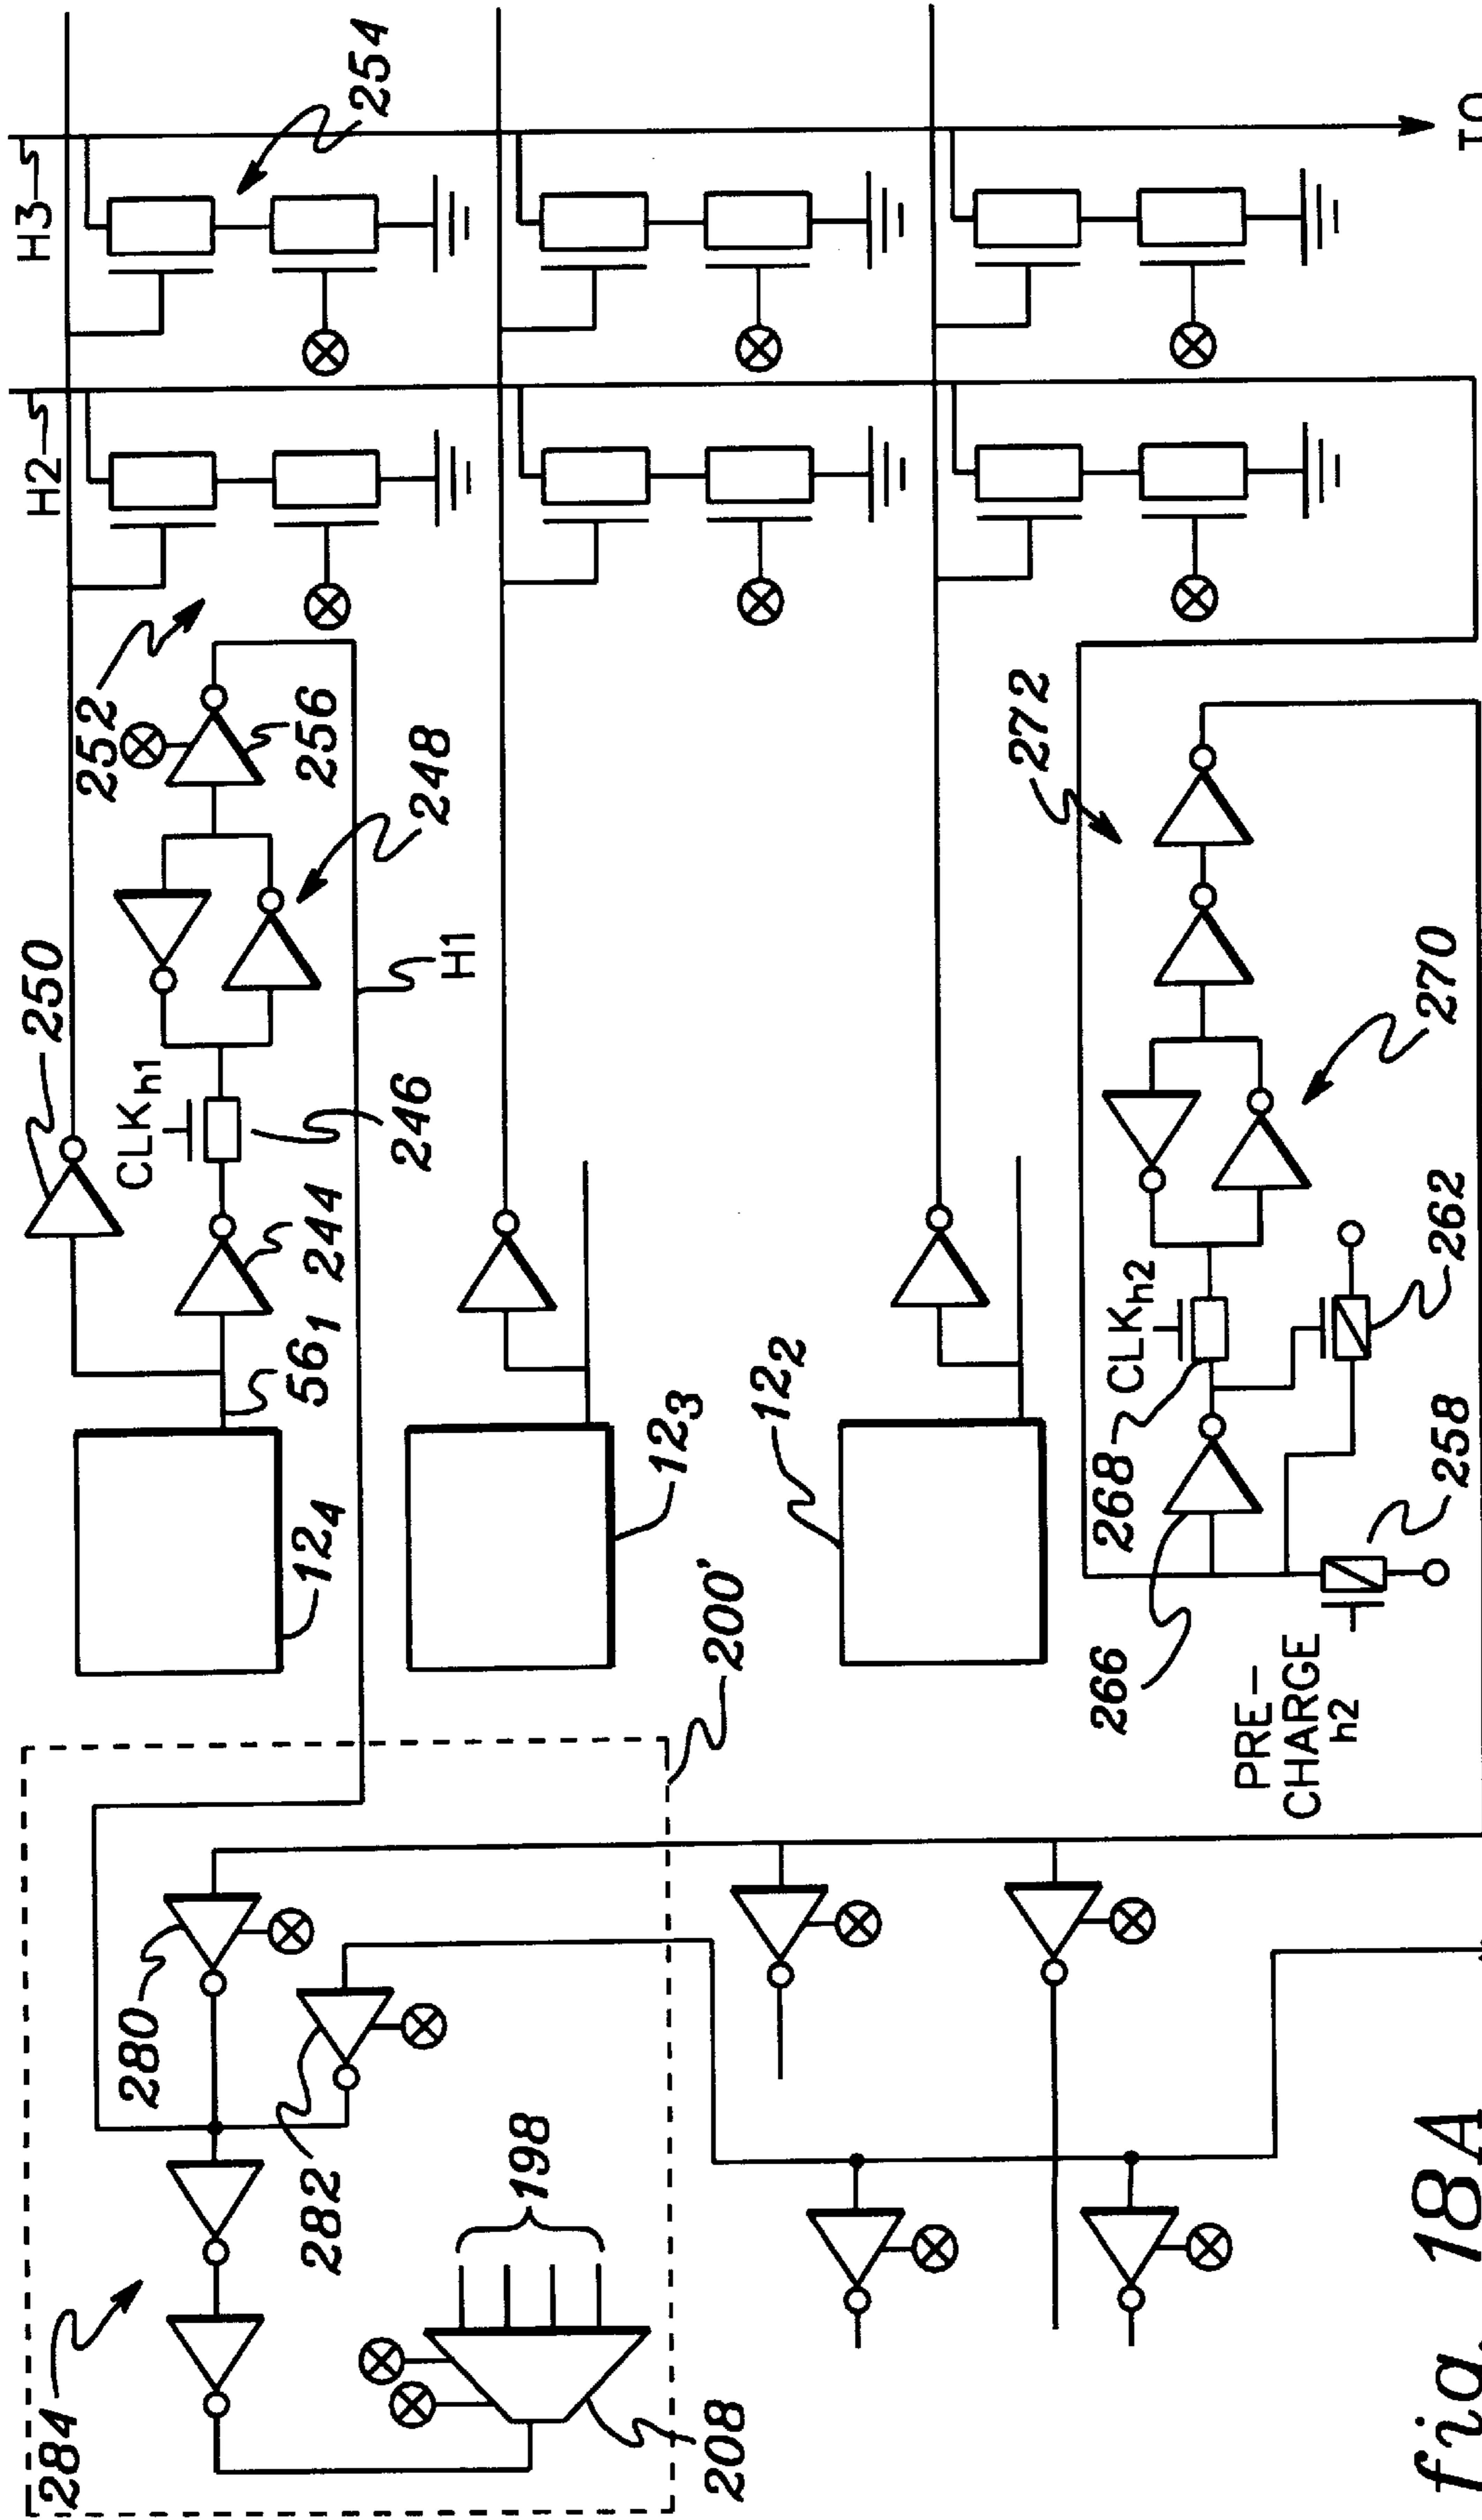 284
280
282
198
208
200'
12₄
56₁
244
250
CLKh1
246
H1
248
256
252
H2
H3
254
12₃
12₂
266
268
CLKh2
PRE-
CHARGE
h2
258
262
270
272
TO
fig. 18A